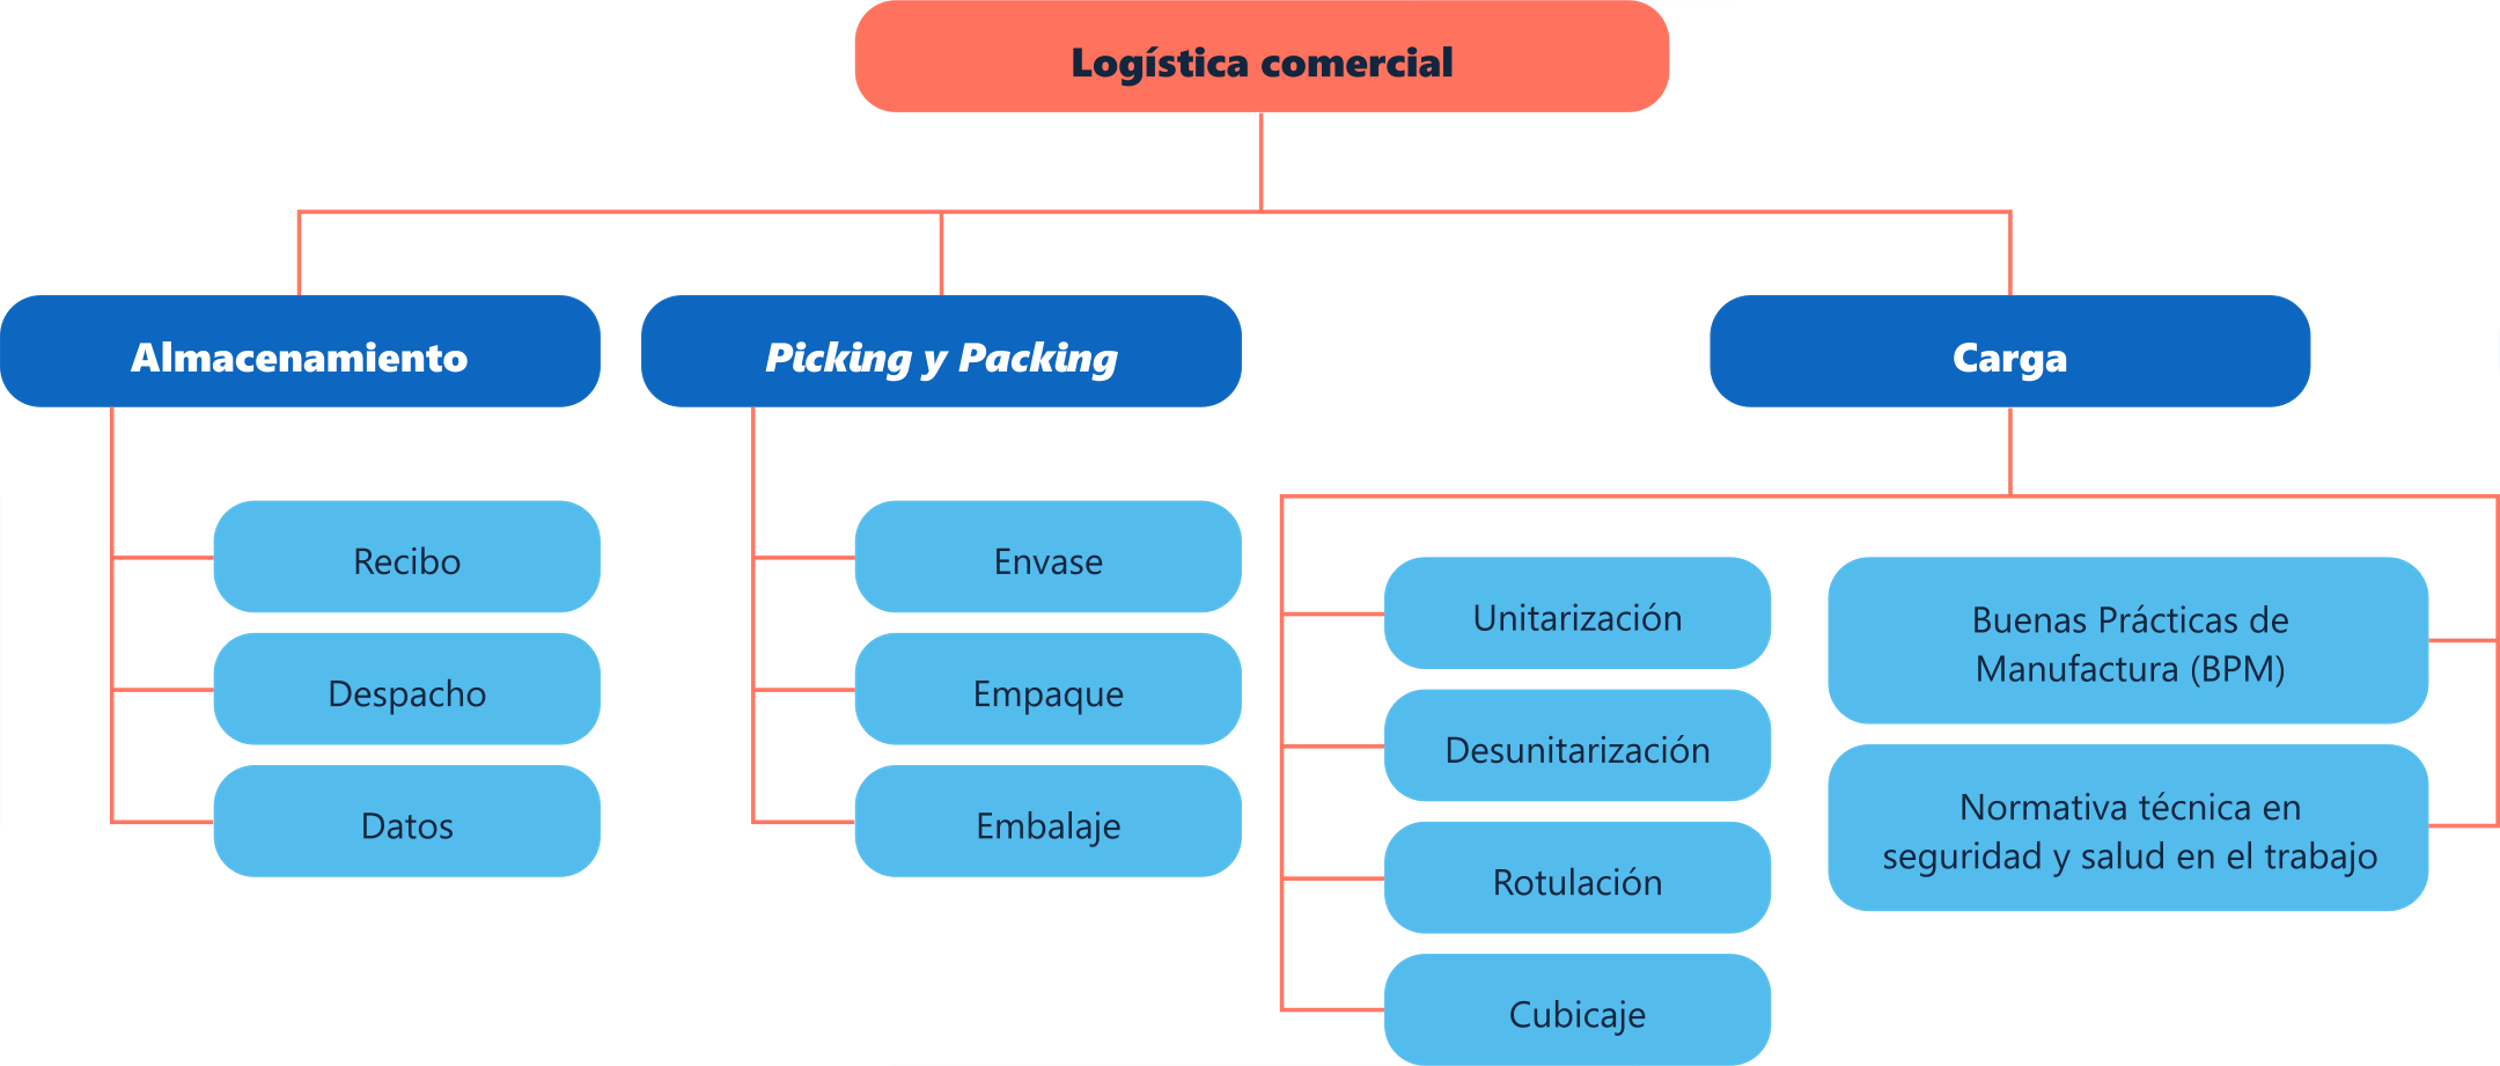 Logística comercial
Almacenamiento
Picking y Packing
Carga
Recibo
Despacho
Datos
Envase
Empaque
Embalaje
Unitarización
Desunitarización
Rotulación
Cubicaje
Buenas Prácticas de
Manufactura (BPM)
Normativa técnica en
seguridad y salud en el trabajo